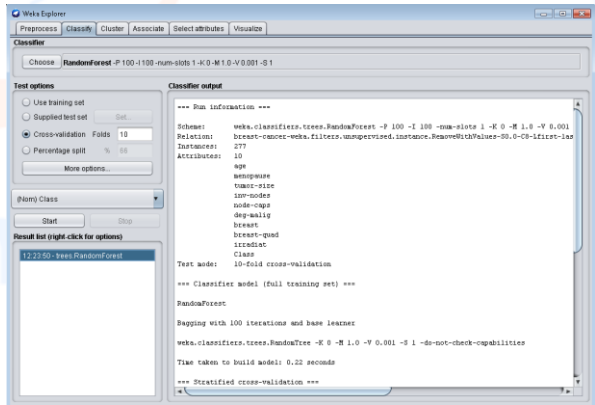 Weka Explorer
Preprocess Classify Cluster Associate Select attributes Visualize
Classifier
Choose RandomForest -P 100 -I 100 -num-slots 1 -K 0 -M 1.0 -V 0.001 -S 1
Test options
Use training set
Supplied test set Set...
Cross-validation Folds 10
Percentage split % 66
More options...
(Nom) Class
Start Stop
Result list (right-click for options)
12:23:50 - trees.RandomForest
Classifier output
=== Run information ===
Scheme: weka.classifiers.trees.RandomForest -P 100 -I 100 -num-slots 1 -K 0 -M 1.0 -V 0.001
Relation: breast-cancer-weka.filters.unsupervised.instance.RemoveWithValues-S0.0-C8-Lfirst-las
Instances: 277
Attributes: 10
age
menopause
tumor-size
inv-nodes
node-caps
deg-malig
breast
breast-quad
irradiat
Class
Test mode: 10-fold cross-validation
=== Classifier model (full training set) ===
RandomForest
Bagging with 100 iterations and base learner
weka.classifiers.trees.RandomTree -K 0 -M 1.0 -V 0.001 -S 1 -do-not-check-capabilities
Time taken to build model: 0.22 seconds
=== Stratified cross-validation ===